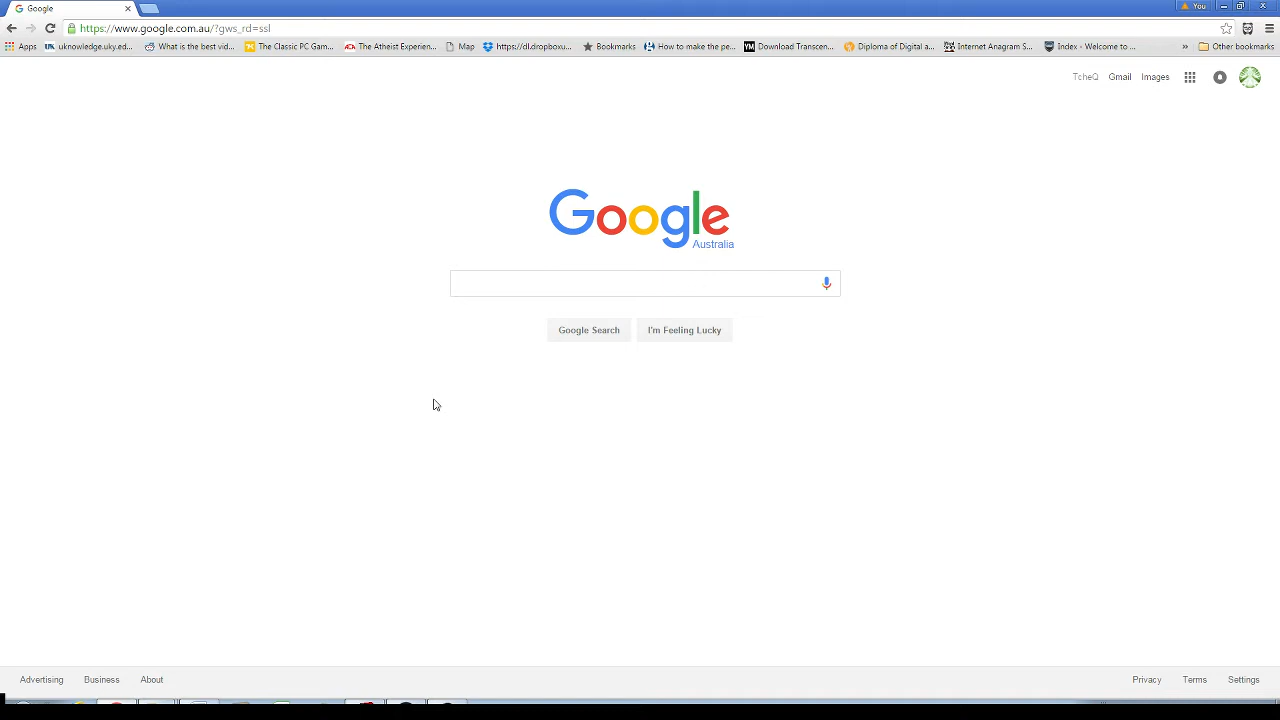 Google
You
https://www.google.com.au/?gws_rd=ssl
Apps
uknowledge.uky.ed...
What is the best vid...
The Classic PC Gam...
The Atheist Experien...
Map
https://dl.dropboxu...
Bookmarks
How to make the pe...
Download Transcen...
Diploma of Digital a...
Internet Anagram S...
Index - Welcome to ...
»
Other bookmarks
TcheQ
Gmail
Images
Google
Australia
Google Search
I'm Feeling Lucky
Advertising
Business
About
Privacy
Terms
Settings